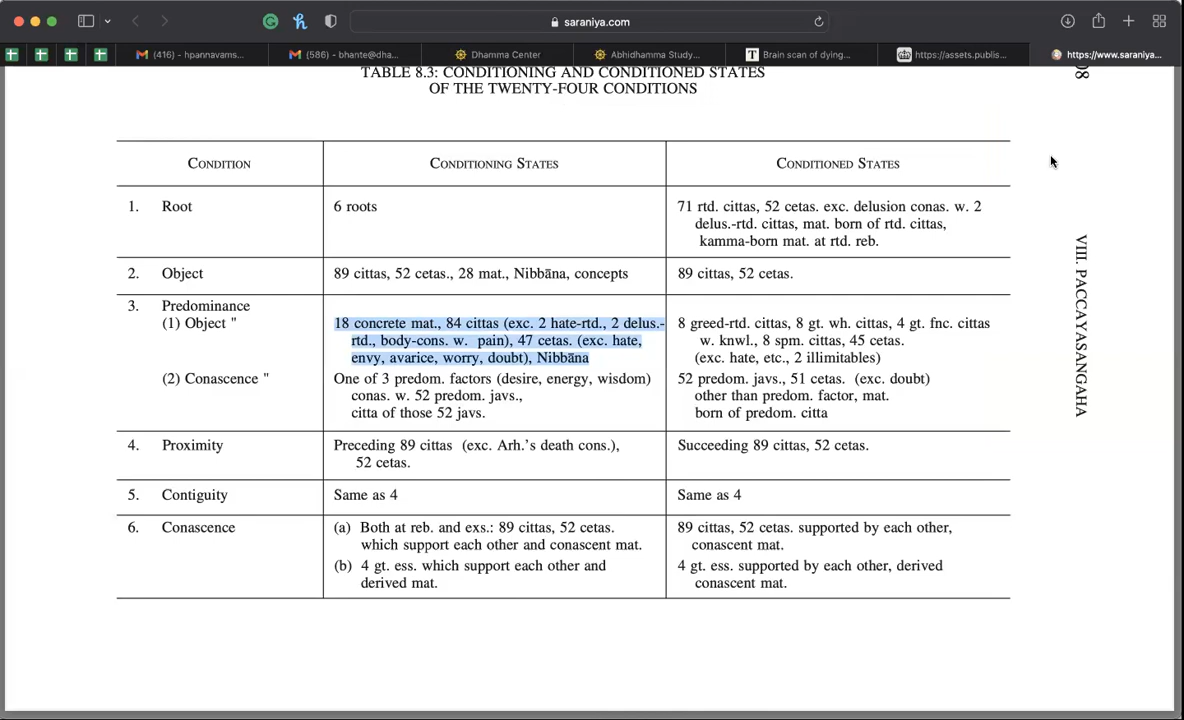 saraniya.com
(416) - hpannavams...
(586) - bhante@dha...
Dhamma Center
Abhidhamma Study...
Brain scan of dying...
https://assets.publis...
https://www.saraniya...
TABLE 8.3: CONDITIONING AND CONDITIONED STATES
OF THE TWENTY-FOUR CONDITIONS
CONDITION
CONDITIONING STATES
CONDITIONED STATES
1. Root
6 roots
71 rtd. cittas, 52 cetas. exc. delusion conas. w. 2
delus.-rtd. cittas, mat. born of rtd. cittas,
kamma-born mat. at rtd. reb.
2. Object
89 cittas, 52 cetas., 28 mat., Nibbāna, concepts
89 cittas, 52 cetas.
3. Predominance
(1) Object "
18 concrete mat., 84 cittas (exc. 2 hate-rtd., 2 delus.-
rtd., body-cons. w. pain), 47 cetas. (exc. hate,
envy, avarice, worry, doubt), Nibbāna
8 greed-rtd. cittas, 8 gt. wh. cittas, 4 gt. fnc. cittas
w. knwl., 8 spm. cittas, 45 cetas.
(exc. hate, etc., 2 illimitables)
(2) Conascence "
One of 3 predom. factors (desire, energy, wisdom)
conas. w. 52 predom. javs.,
citta of those 52 javs.
52 predom. javs., 51 cetas. (exc. doubt)
other than predom. factor, mat.
born of predom. citta
4. Proximity
Preceding 89 cittas (exc. Arh.'s death cons.),
52 cetas.
Succeeding 89 cittas, 52 cetas.
5. Contiguity
Same as 4
Same as 4
6. Conascence
(a) Both at reb. and exs.: 89 cittas, 52 cetas.
which support each other and conascent mat.
89 cittas, 52 cetas. supported by each other,
conascent mat.
(b) 4 gt. ess. which support each other and
derived mat.
4 gt. ess. supported by each other, derived
conascent mat.
VIII. PACCAYASANGAHA